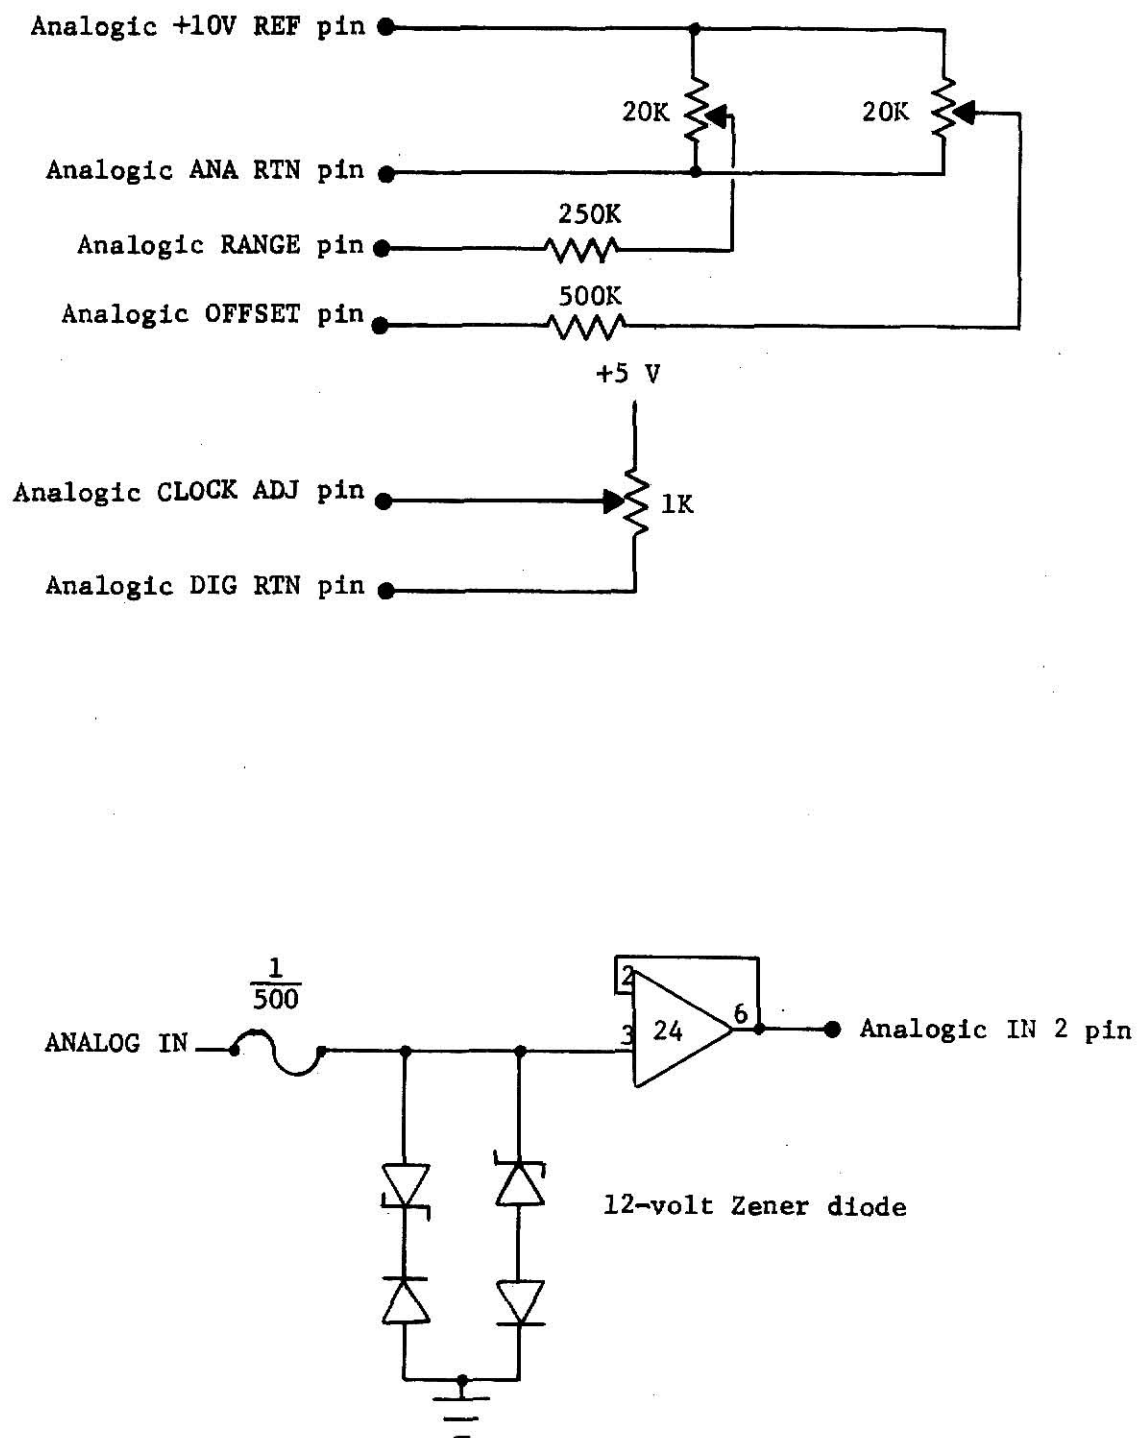 Analogic +10V REF pin
20K
20K
Analogic ANA RTN pin
250K
Analogic RANGE pin
500K
Analogic OFFSET pin
+5 V
Analogic CLOCK ADJ pin
1K
Analogic DIG RTN pin
1
500
2
6
24
3
ANALOG IN
Analogic IN 2 pin
12-volt Zener diode